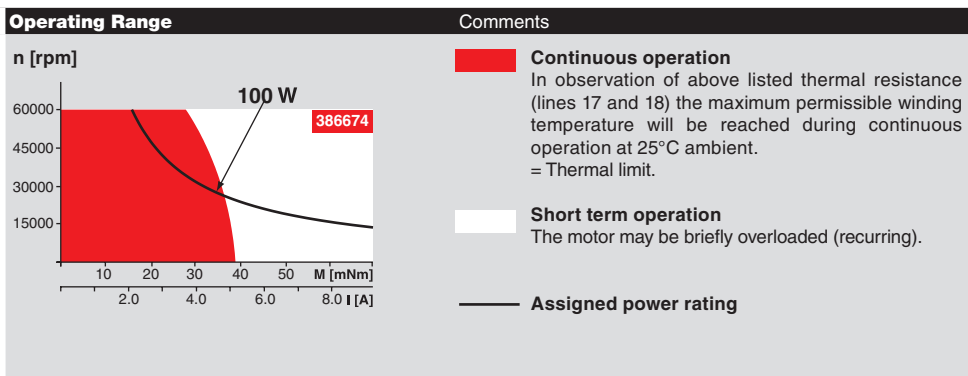 Operating Range
Comments
n [rpm]
100 W
386674
60000
45000
30000
15000
10 20 30 40 50 M [mNm]
2.0 4.0 6.0 8.0 I [A]
Continuous operation
In observation of above listed thermal resistance
(lines 17 and 18) the maximum permissible winding
temperature will be reached during continuous
operation at 25°C ambient.
= Thermal limit.
Short term operation
The motor may be briefly overloaded (recurring).
Assigned power rating